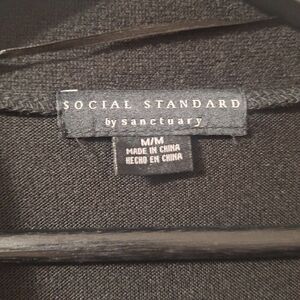 SOCIAL STANDARD
by sanctuary
M/M
MADE IN CHINA
HECHO EN CHINA